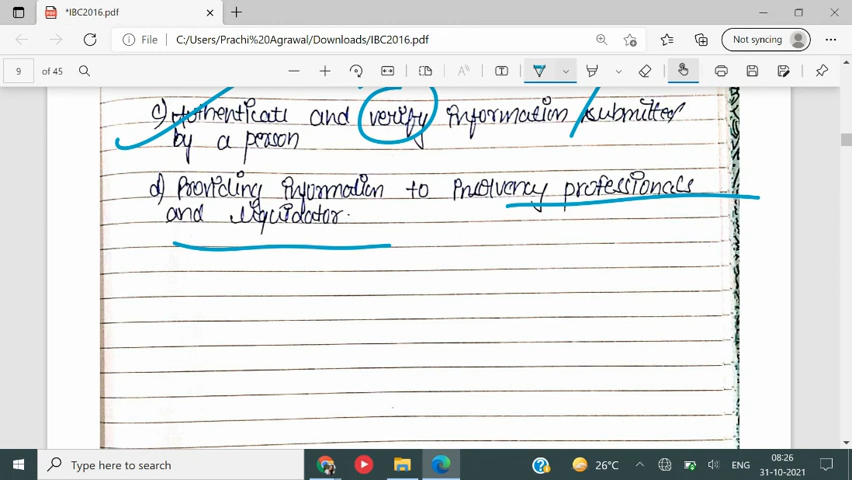 *IBC2016.pdf
File C:/Users/Prachi%20Agrawal/Downloads/IBC2016.pdf Not syncing
9 of 45
c) Authenticate and verify information submitted
by a person
d) Providing information to insolvency professionals
and liquidator.
Type here to search
26°C ENG 08:26
31-10-2021